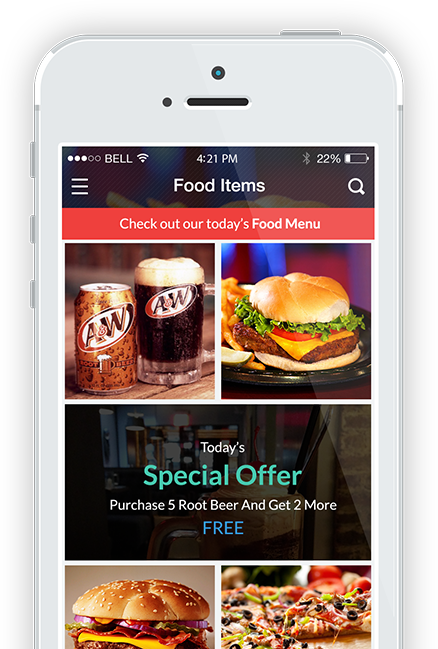 BELL 4:21 PM 22%
Food Items
Check out our today's Food Menu
A&W
A&W
Today's
Special Offer
Purchase 5 Root Beer And Get 2 More
FREE